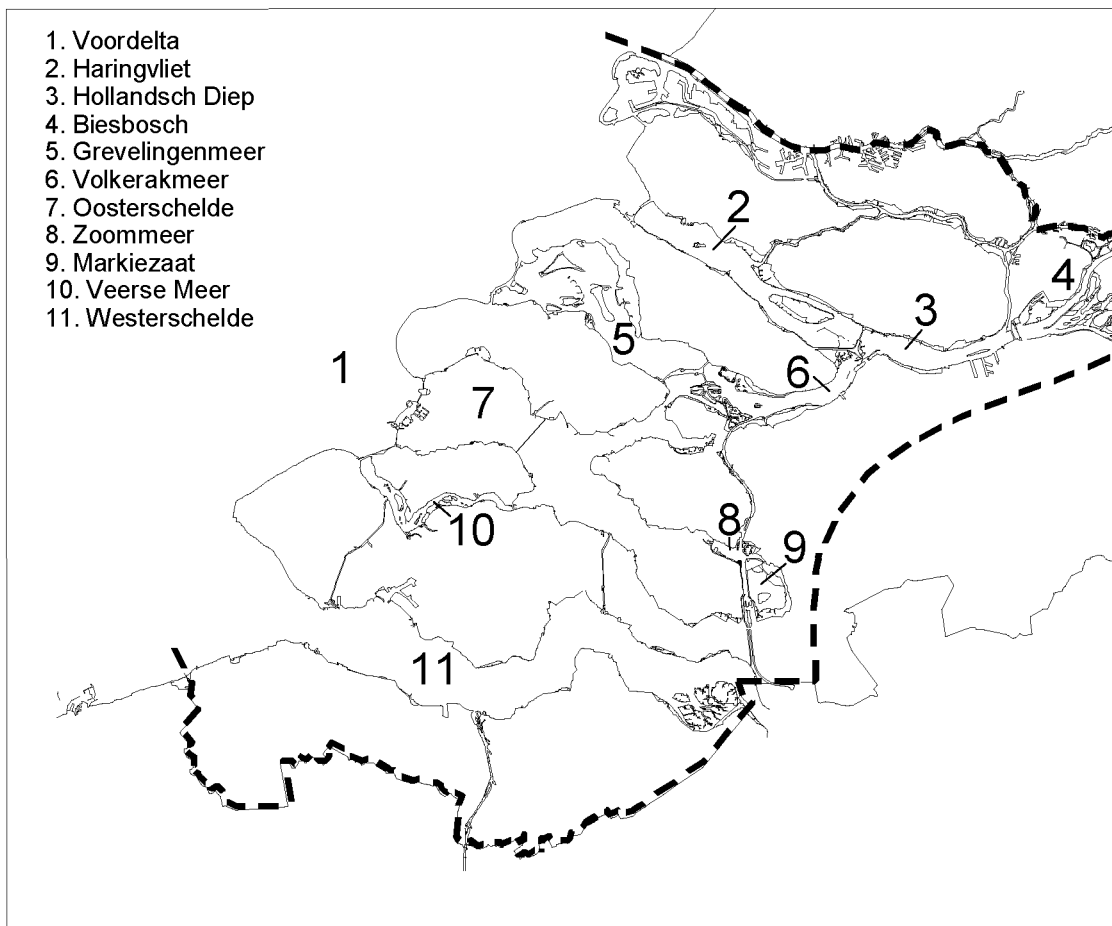 1. Voordelta
2. Haringvliet
3. Hollandsch Diep
4. Biesbosch
5. Grevelingenmeer
6. Volkerakmeer
7. Oosterschelde
8. Zoommeer
9. Markiezaat
10. Veerse Meer
11. Westerschelde
2
4
3
5
1
6
7
10
8
9
11